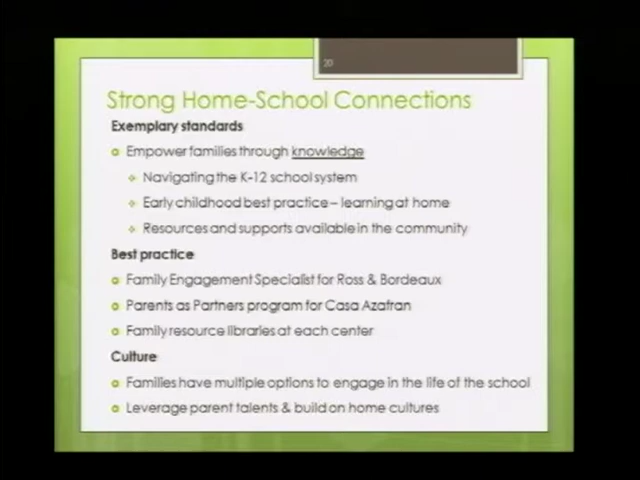 20
Strong Home-School Connections
Exemplary standards
Empower families through knowledge
Navigating the K-12 school system
Early childhood best practice – learning at home
Resources and supports available in the community
Best practice
Family Engagement Specialist for Ross & Bordeaux
Parents as Partners program for Casa Azafran
Family resource libraries at each center
Culture
Families have multiple options to engage in the life of the school
Leverage parent talents & build on home cultures